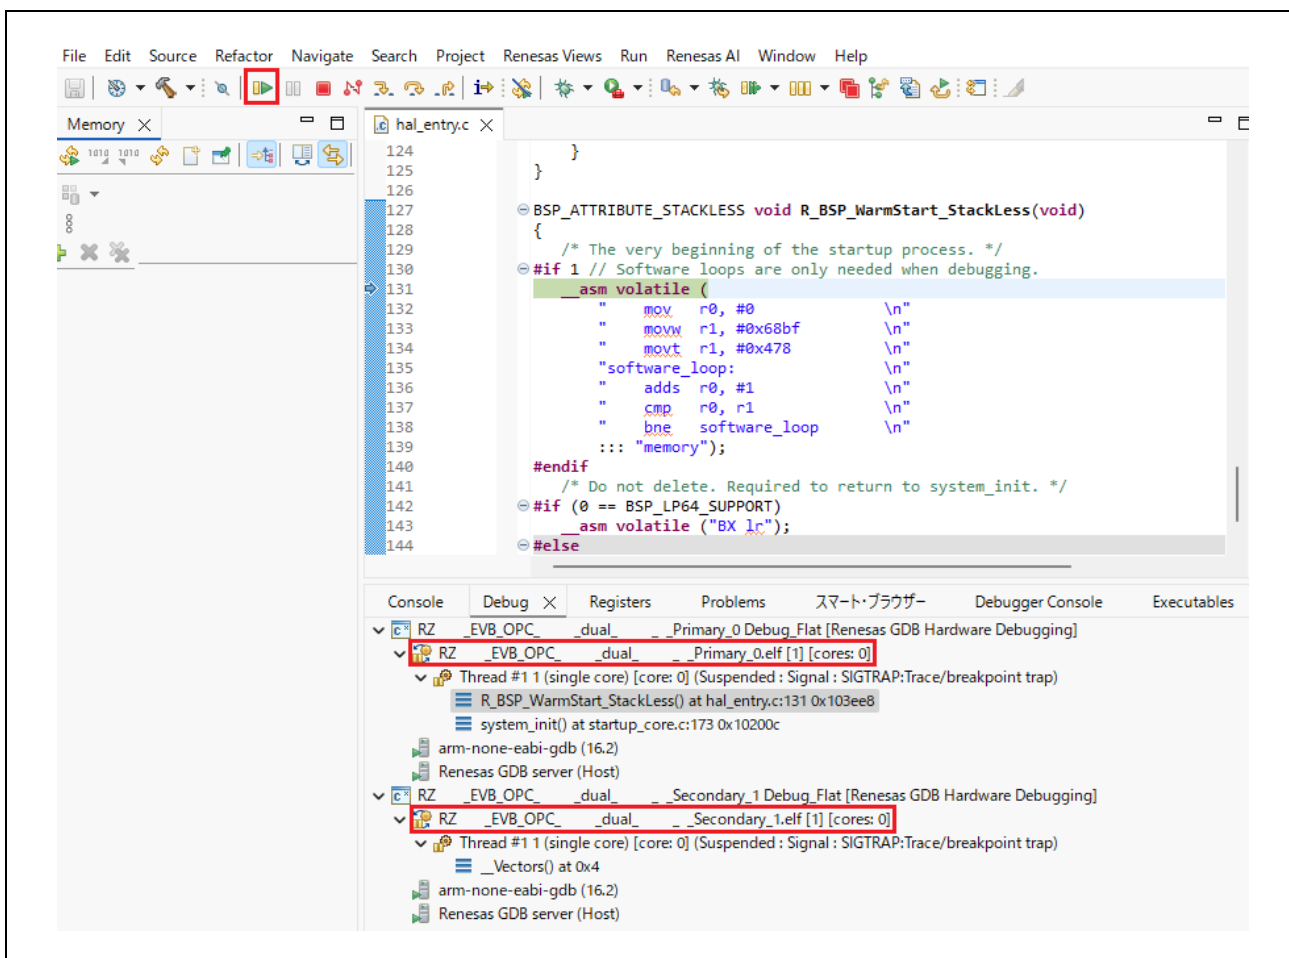 File Edit Source Refactor Navigate Search Project Renesas Views Run Renesas AI Window Help
Memory
hal_entry.c
124 }
125 }
126
127 BSP_ATTRIBUTE_STACKLESS void R_BSP_WarmStart_StackLess(void)
128 {
129 /* The very beginning of the startup process. */
130 #if 1 // Software loops are only needed when debugging.
131 __asm volatile (
132 " mov r0, #0 \n"
133 " movw r1, #0x68bf \n"
134 " movt r1, #0x478 \n"
135 "software_loop: \n"
136 " adds r0, #1 \n"
137 " cmp r0, r1 \n"
138 " bne software_loop \n"
139 ::: "memory");
140 #endif
141 /* Do not delete. Required to return to system_init. */
142 #if (0 == BSP_LP64_SUPPORT)
143 __asm volatile ("BX lr");
144 #else
Console Debug Registers Problems スマート・ブラウザー Debugger Console Executables
RZ _EVB_OPC_ _dual_ _ _Primary_0 Debug_Flat [Renesas GDB Hardware Debugging]
RZ _EVB_OPC_ _dual_ _ _Primary_0.elf [1] [cores: 0]
Thread #1 1 (single core) [core: 0] (Suspended : Signal : SIGTRAP:Trace/breakpoint trap)
R_BSP_WarmStart_StackLess() at hal_entry.c:131 0x103ee8
system_init() at startup_core.c:173 0x10200c
arm-none-eabi-gdb (16.2)
Renesas GDB server (Host)
RZ _EVB_OPC_ _dual_ _ _Secondary_1 Debug_Flat [Renesas GDB Hardware Debugging]
RZ _EVB_OPC_ _dual_ _ _Secondary_1.elf [1] [cores: 0]
Thread #1 1 (single core) [core: 0] (Suspended : Signal : SIGTRAP:Trace/breakpoint trap)
__Vectors() at 0x4
arm-none-eabi-gdb (16.2)
Renesas GDB server (Host)